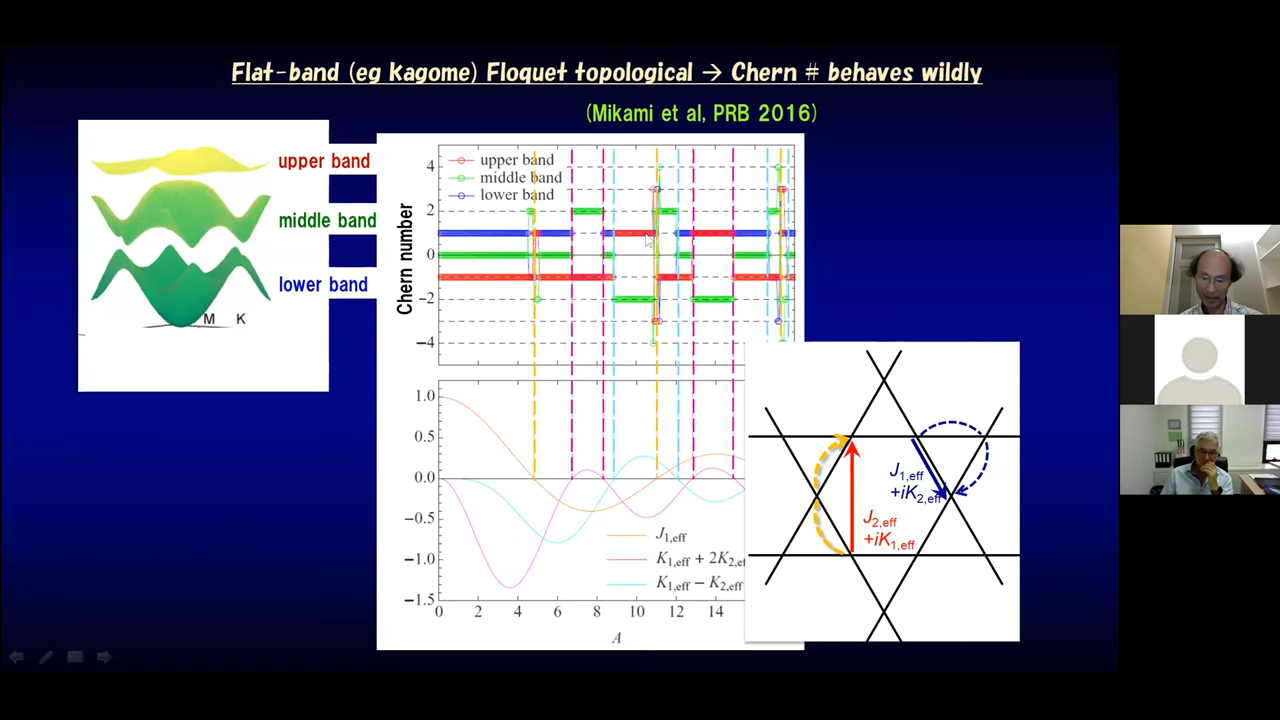 Flat-band (eg Kagome) Floquet topological → Chern # behaves wildly
(Mikami et al, PRB 2016)
upper band
middle band
lower band
M K
upper band
middle band
lower band
Chern number
4
2
0
−2
−4
1.0
0.5
0.0
−0.5
−1.0
−1.5
J1,eff
K1,eff + 2K2,ef
K1,eff − K2,eff
0 2 4 6 8 10 12 14
A
J1,eff
+iK2,eff
J2,eff
+iK1,eff